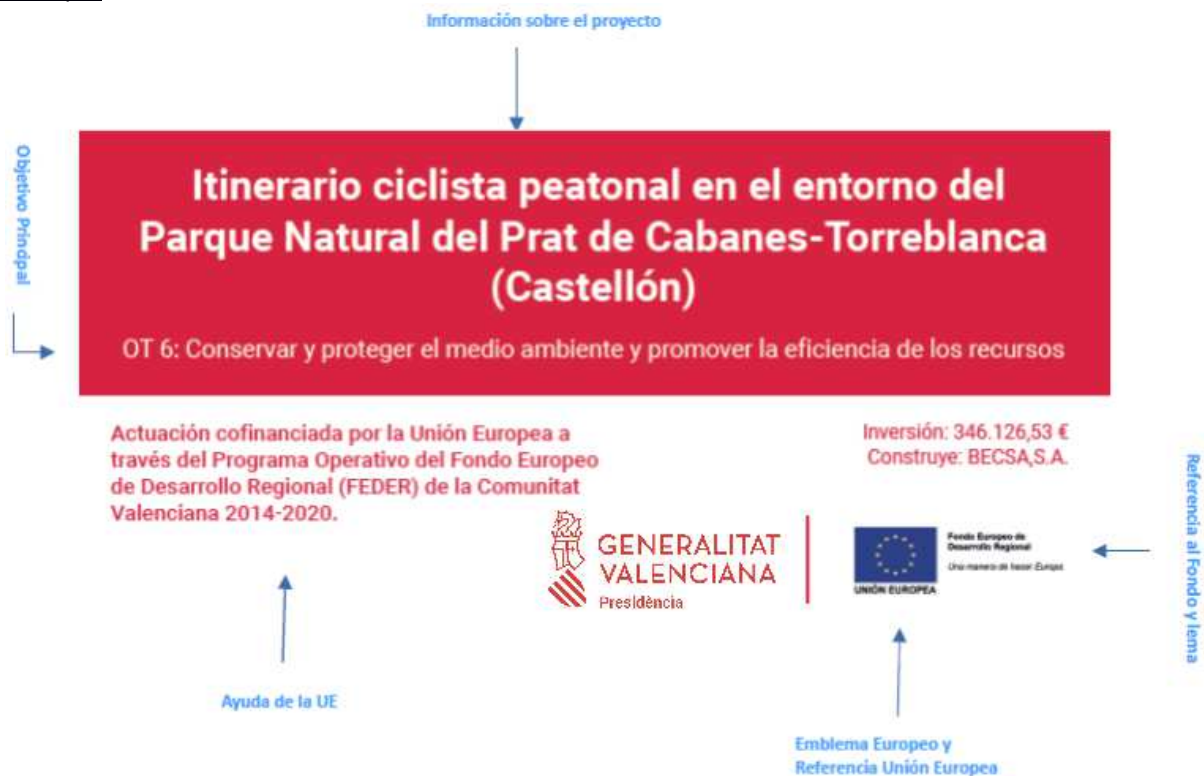 Información sobre el proyecto
Objetivo Principal
Itinerario ciclista peatonal en el entorno del
Parque Natural del Prat de Cabanes-Torreblanca
(Castellón)
OT 6: Conservar y proteger el medio ambiente y promover la eficiencia de los recursos
Actuación cofinanciada por la Unión Europea a
través del Programa Operativo del Fondo Europeo
de Desarrollo Regional (FEDER) de la Comunitat
Valenciana 2014-2020.
Inversión: 346.126,53 €
Construye: BECSA,S.A.
GENERALITAT
VALENCIANA
Presidència
Fondo Europeo de
Desarrollo Regional
Una manera de hacer Europa
UNIÓN EUROPEA
Referencia al Fondo y lema
Ayuda de la UE
Emblema Europeo y
Referencia Unión Europea